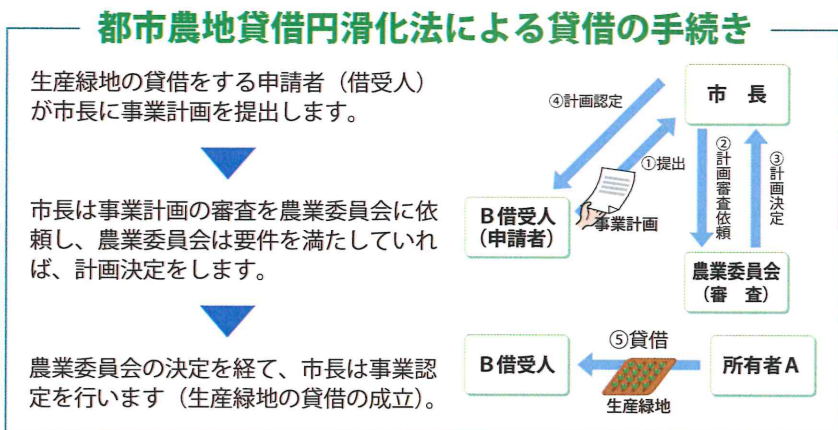 都市農地貸借円滑化法による貸借の手続き
生産緑地の貸借をする申請者（借受人）
が市長に事業計画を提出します。
市長は事業計画の審査を農業委員会に依
頼し、農業委員会は要件を満たしていれ
ば、計画決定をします。
農業委員会の決定を経て、市長は事業認
定を行います（生産緑地の貸借の成立）。
④計画認定
市　長
①提出
②計画審査依頼
③計画決定
B借受人
（申請者）
事業計画
農業委員会
（審　査）
B借受人
⑤貸借
生産緑地
所有者A